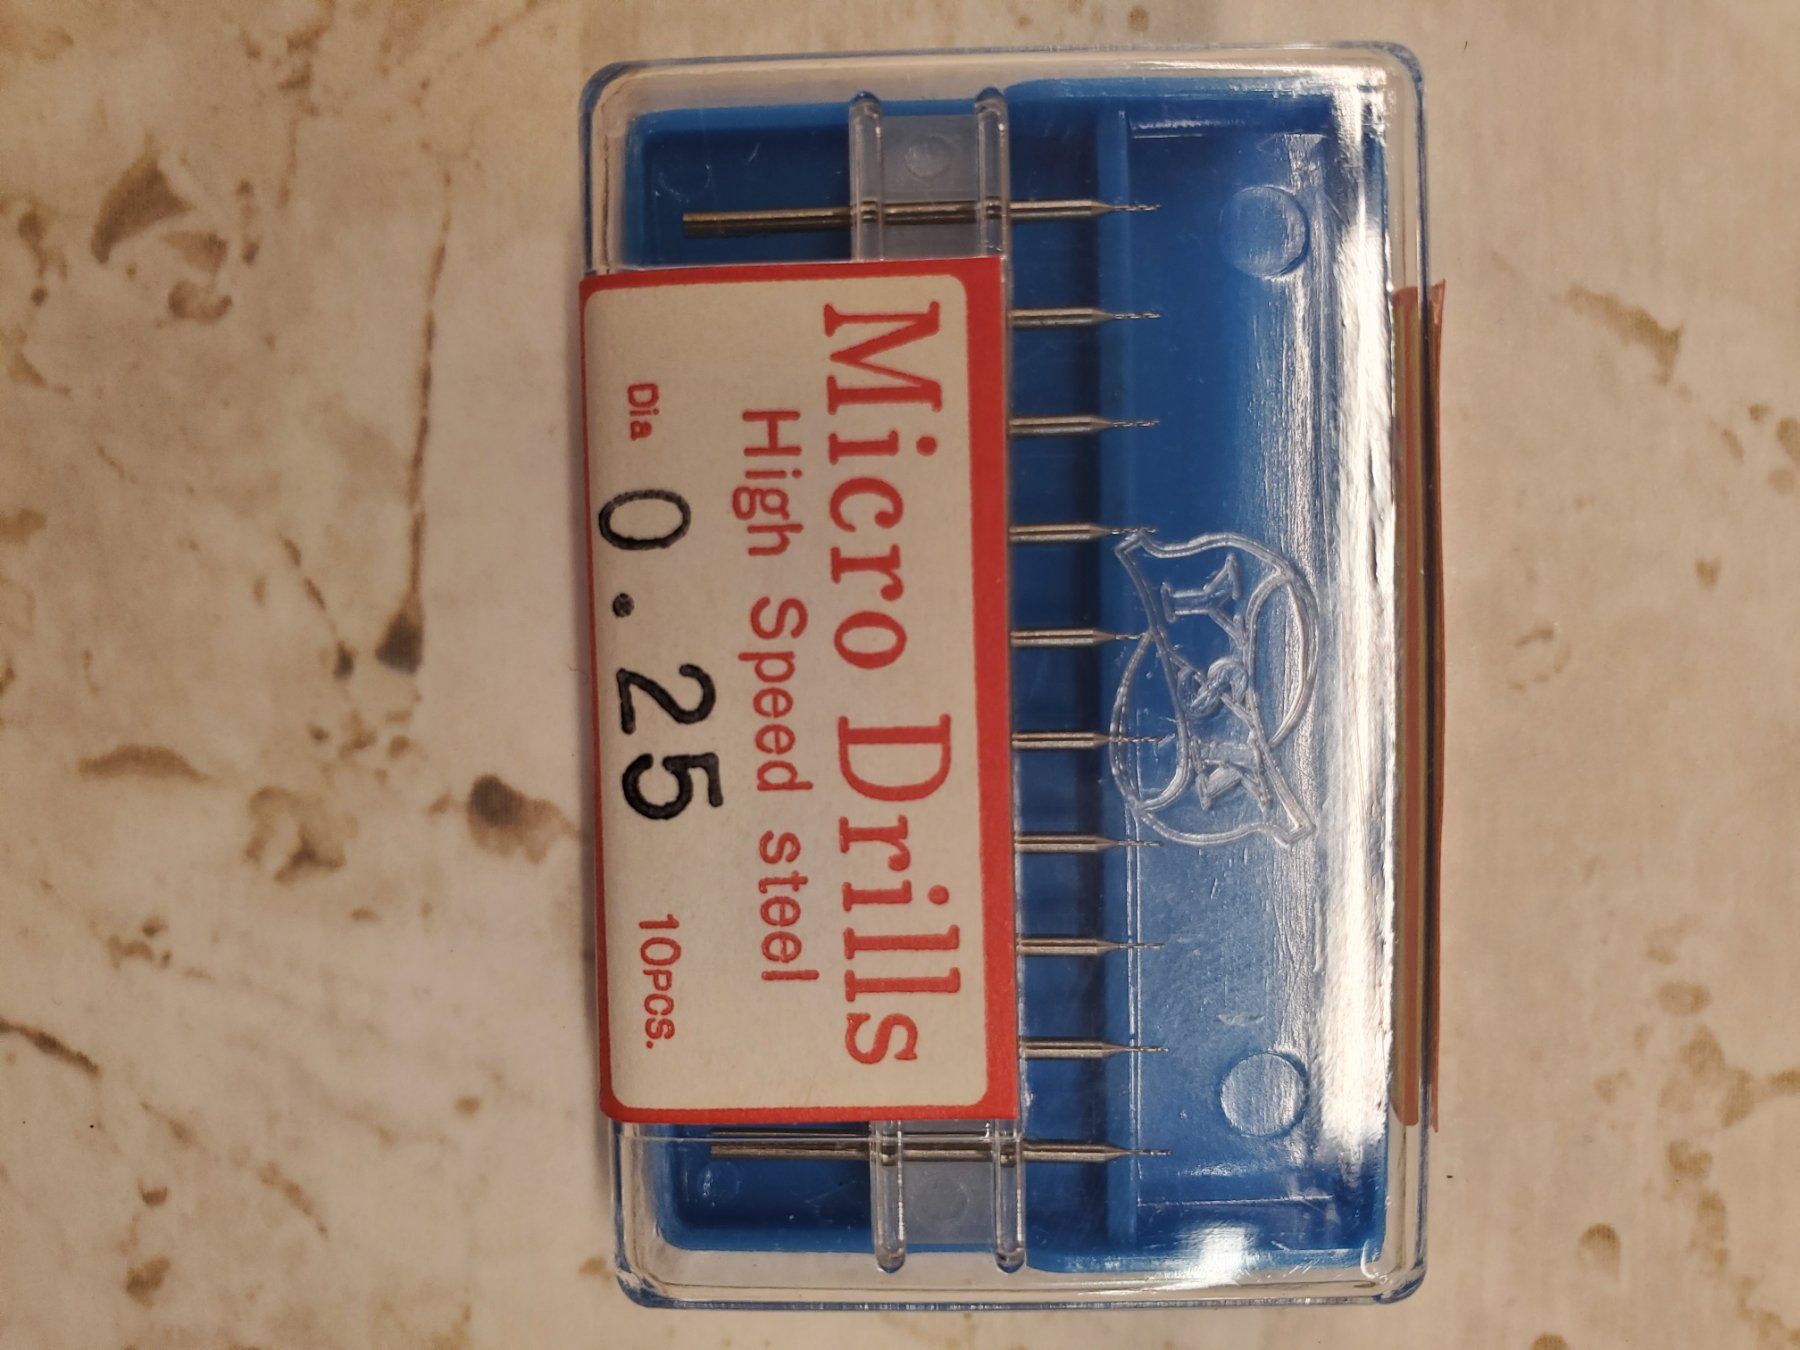 Micro Drills
High Speed steel
Dia 0.25 10PCS.